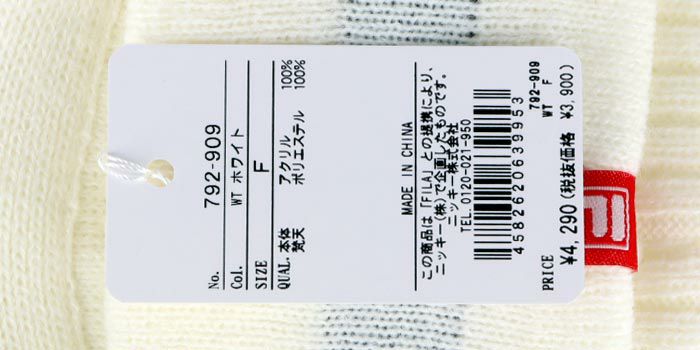 No. 792-909
Col. WT ホワイト
SIZE F
QUAL. 本体 アクリル 100%
梵天 ポリエステル 100%
MADE IN CHINA
この商品は「FILA」との提携により、
ニッキー(株)で企画したものです。
ニッキー株式会社
TEL.0120-021-950
4582620639953
792-909
WT F
PRICE ¥4,290(税抜価格 ¥3,900)
F